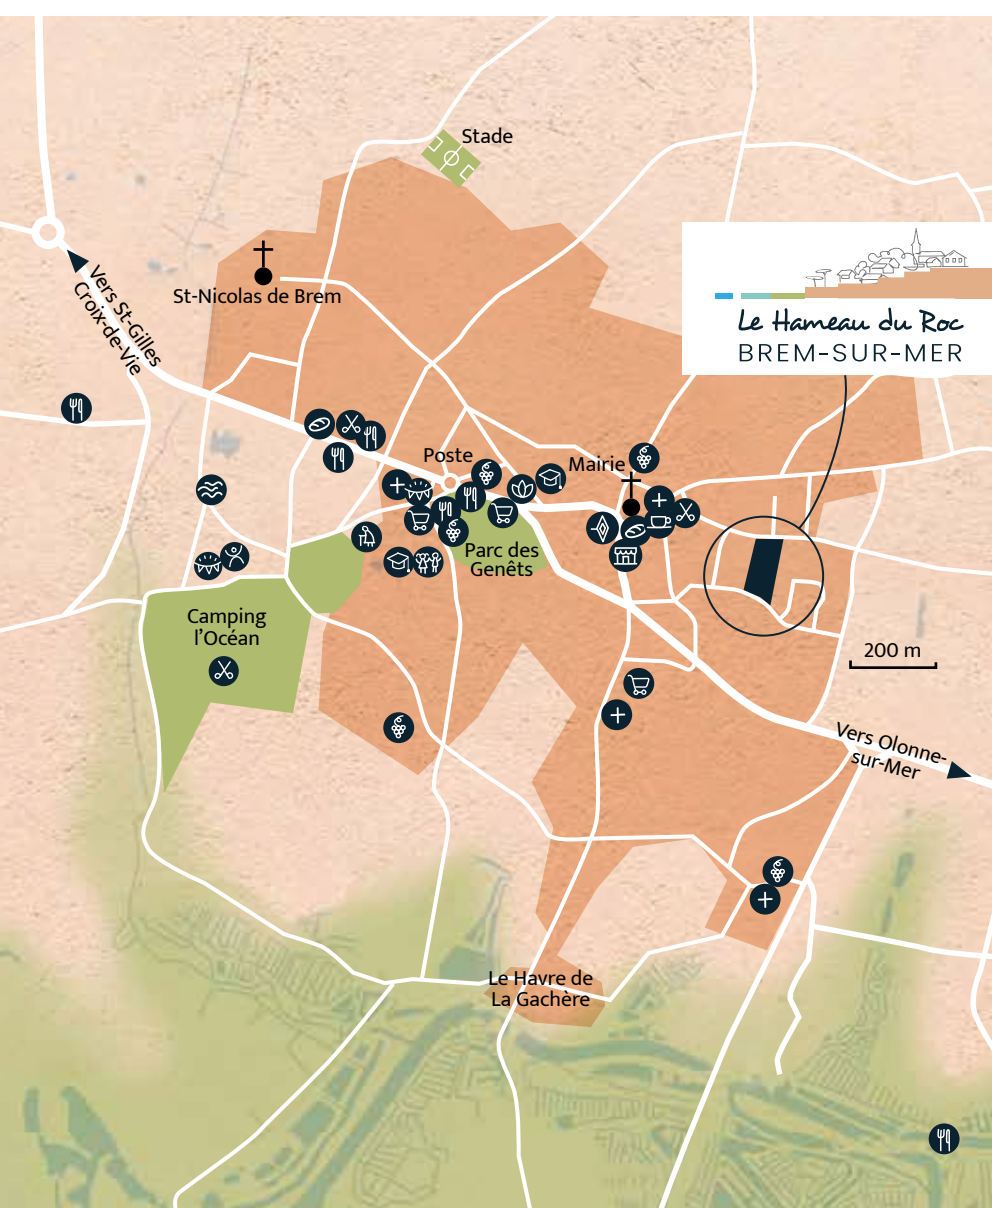 Stade
St-Nicolas de Brem
Vers St-Gilles
Croix-de-Vie
Le Hameau du Roc
BREM-SUR-MER
Poste
Mairie
Parc des
Genêts
Camping
l'Océan
200 m
Vers Olonne-
sur-Mer
Le Havre de
La Gachère